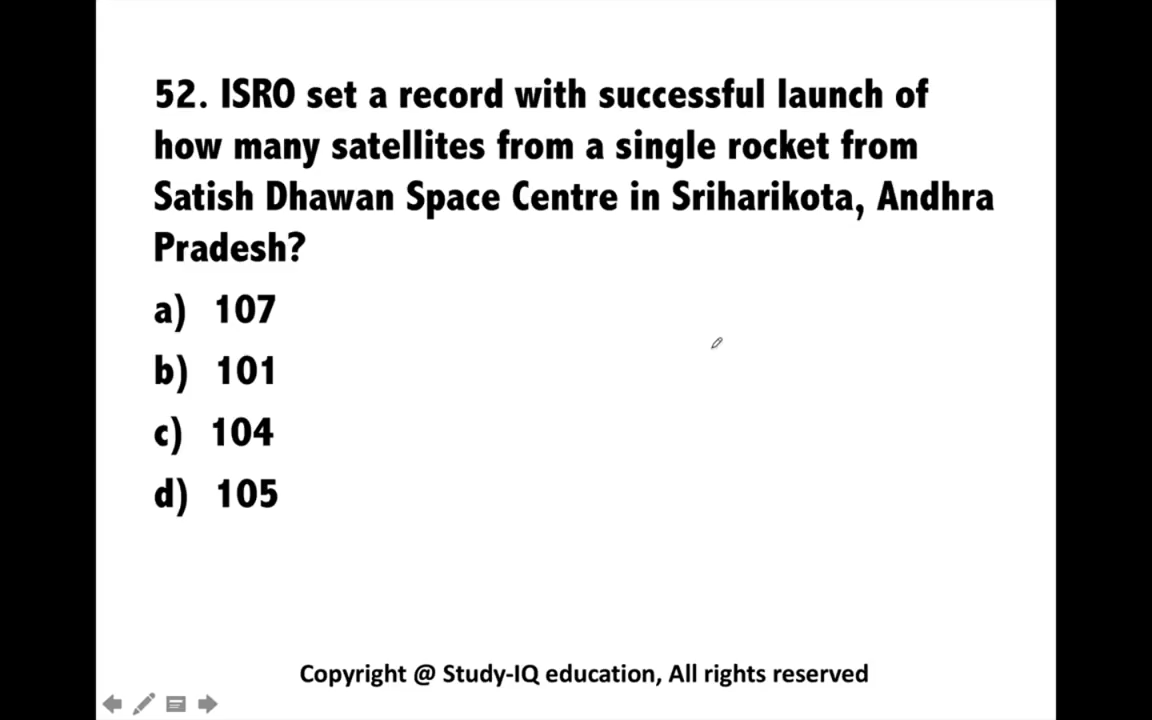 52. ISRO set a record with successful launch of
how many satellites from a single rocket from
Satish Dhawan Space Centre in Sriharikota, Andhra
Pradesh?
a) 107
b) 101
c) 104
d) 105
Copyright @ Study-IQ education, All rights reserved